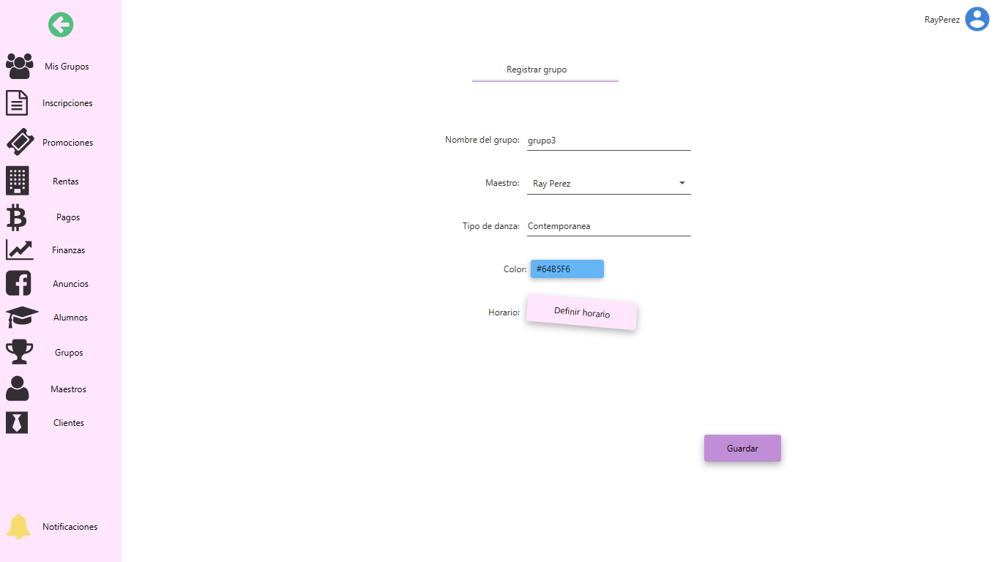 RayPerez
Mis Grupos
Inscripciones
Promociones
Rentas
Pagos
Finanzas
Anuncios
Alumnos
Grupos
Maestros
Clientes
Notificaciones
Registrar grupo
Nombre del grupo: grupo3
Maestro: Ray Perez
Tipo de danza: Contemporanea
Color: #64B5F6
Horario: Definir horario
Guardar